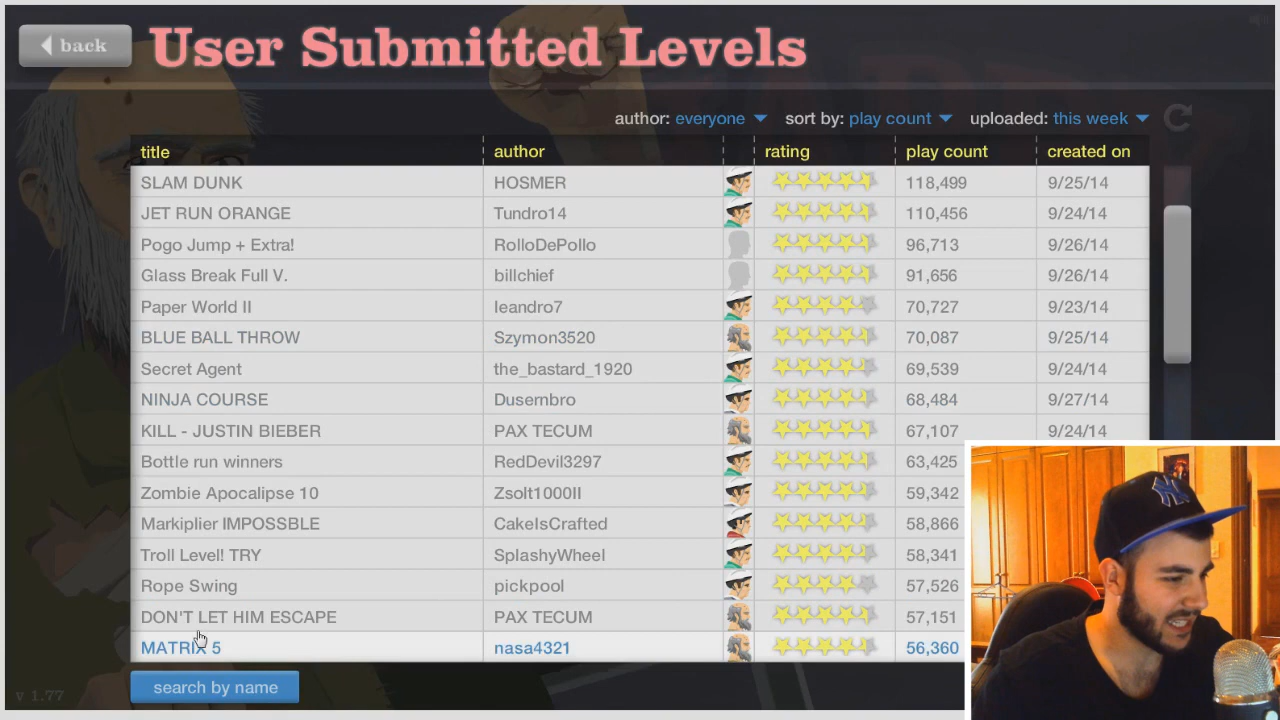 back
User Submitted Levels
author: everyone sort by: play count uploaded: this week
title author rating play count created on
SLAM DUNK HOSMER 118,499 9/25/14
JET RUN ORANGE Tundro14 110,456 9/24/14
Pogo Jump + Extra! RolloDePollo 96,713 9/26/14
Glass Break Full V. billchief 91,656 9/26/14
Paper World II leandro7 70,727 9/23/14
BLUE BALL THROW Szymon3520 70,087 9/25/14
Secret Agent the_bastard_1920 69,539 9/24/14
NINJA COURSE Dusembro 68,484 9/27/14
KILL - JUSTIN BIEBER PAX TECUM 67,107 9/24/14
Bottle run winners RedDevil3297 63,425
Zombie Apocalipse 10 Zsolt1000II 59,342
Markiplier IMPOSSBLE CakeIsCrafted 58,866
Troll Level! TRY SplashyWheel 58,341
Rope Swing pickpool 57,526
DON'T LET HIM ESCAPE PAX TECUM 57,151
MATRIX 5 nasa4321 56,360
search by name
v 1.77